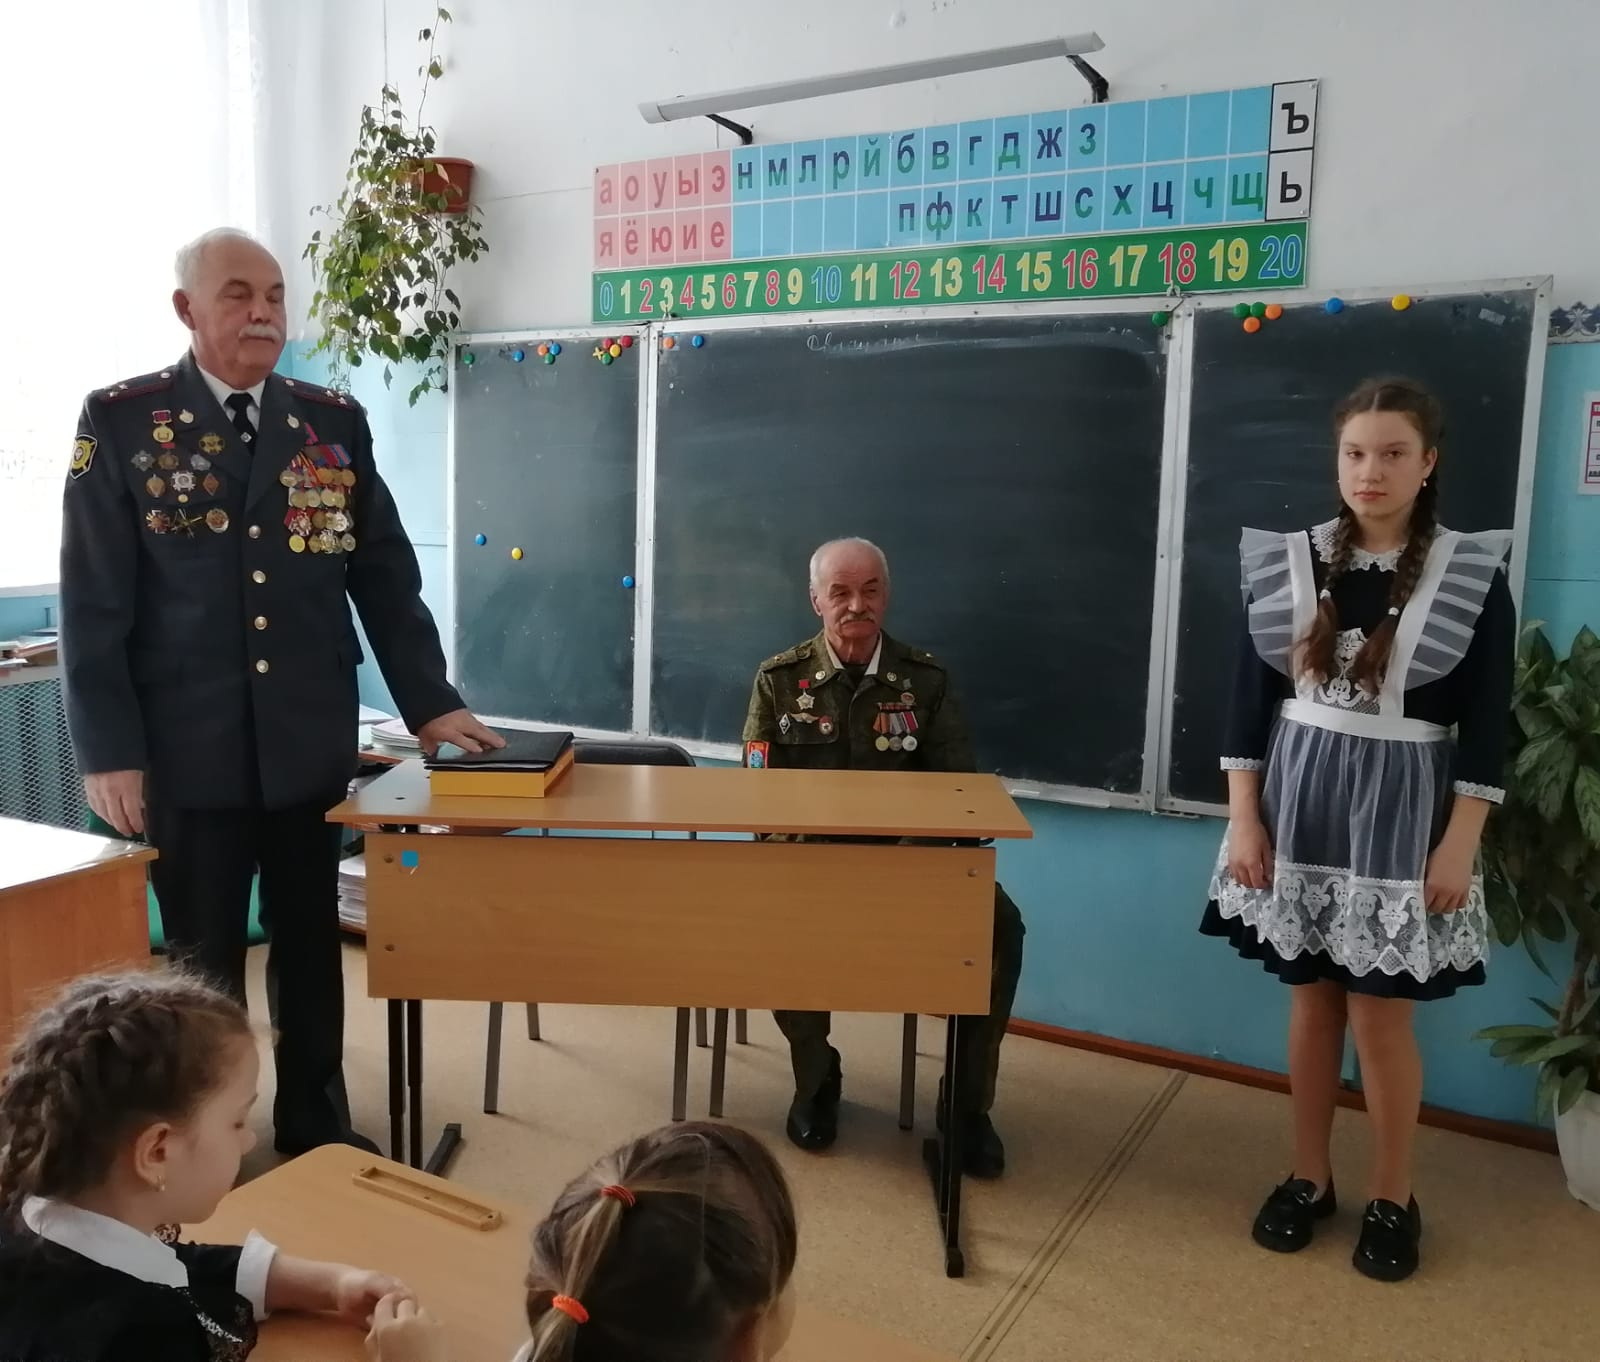 а о у ы э н м л р й б в г д ж з ъ
я ё ю и е п ф к т ш с х ц ч щ ь
0 1 2 3 4 5 6 7 8 9 10 11 12 13 14 15 16 17 18 19 20